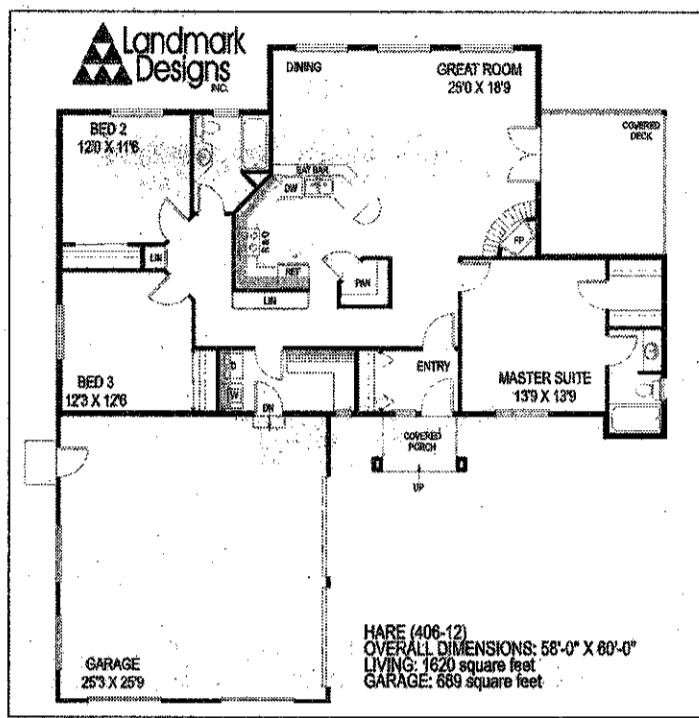 Landmark
Designs
INC.
DINING
GREAT ROOM
25'0 X 18'9
BED 2
12'0 X 11'6
COVERED
DECK
EAT BAR
DW
R&O
REF
FP
LIN
PAN
LIN
BED 3
12'3 X 12'6
D
W
DN
ENTRY
MASTER SUITE
13'9 X 13'9
COVERED
PORCH
UP
GARAGE
25'3 X 25'9
HARE (406-12)
OVERALL DIMENSIONS: 58'-0" X 60'-0"
LIVING: 1620 square feet
GARAGE: 689 square feet